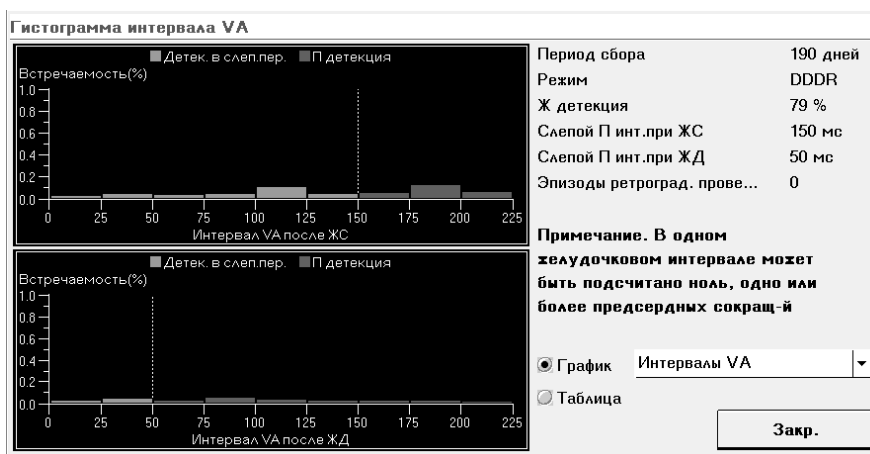 Гистограмма интервала VA
Детек. в слеп.пер. П детекция
Встречаемость(%)
1.0
0.8
0.6
0.4
0.2
0.0
0 25 50 75 100 125 150 175 200 225
Интервал VA после ЖС
Детек. в слеп.пер. П детекция
Встречаемость(%)
1.0
0.8
0.6
0.4
0.2
0.0
0 25 50 75 100 125 150 175 200 225
Интервал VA после ЖД
Период сбора 190 дней
Режим DDDR
Ж детекция 79 %
Слепой П инт.при ЖС 150 мс
Слепой П инт.при ЖД 50 мс
Эпизоды ретроград. прове... 0
Примечание. В одном
желудочковом интервале может
быть подсчитано ноль, одно или
более предсердных сокращ-й
График Интервалы VA
Таблица
Закр.